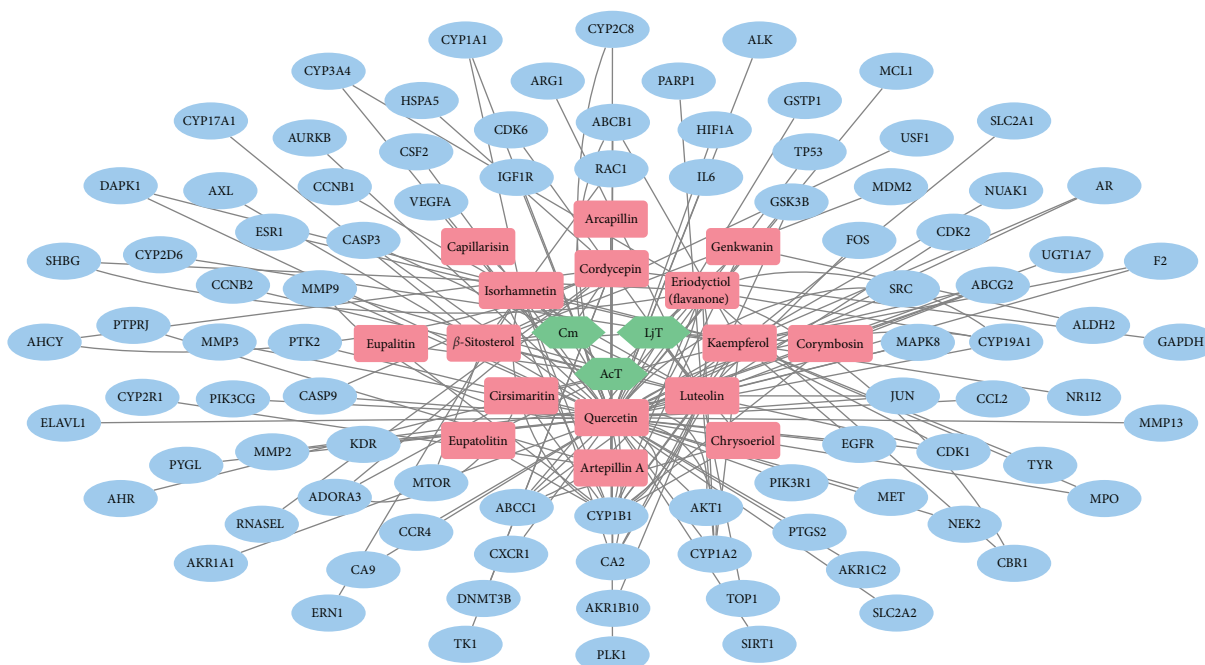 CYP2C8
CYP1A1
ALK
CYP3A4
ARG1
PARP1
MCL1
HSPA5
GSTP1
CYP17A1
CDK6
ABCB1
HIF1A
SLC2A1
AURKB
CSF2
TP53
USF1
IGF1R
RAC1
IL6
DAPK1
AXL
CCNB1
VEGFA
GSK3B
MDM2
NUAK1
AR
Arcapillin
ESR1
CASP3
Capillarisin
Genkwanin
FOS
CDK2
SHBG
CYP2D6
Cordycepin
UGT1A7
F2
CCNB2
MMP9
Isorhamnetin
Eriodyctiol
(flavanone)
SRC
ABCG2
PTPRJ
Cm
LjT
ALDH2
AHCY
MMP3
PTK2
Eupalitin
β-Sitosterol
Kaempferol
Corymbosin
MAPK8
CYP19A1
GAPDH
AcT
CYP2R1
PIK3CG
CASP9
Cirsimaritin
Luteolin
JUN
CCL2
NR1I2
ELAVL1
Quercetin
MMP13
KDR
Eupatolitin
Chrysoeriol
EGFR
PYGL
MMP2
CDK1
TYR
Artepillin A
AHR
ADORA3
MTOR
PIK3R1
MET
MPO
RNASEL
ABCC1
CYP1B1
AKT1
NEK2
CCR4
PTGS2
AKR1A1
CXCR1
CA2
CYP1A2
CBR1
CA9
AKR1C2
ERN1
DNMT3B
AKR1B10
TOP1
SLC2A2
TK1
PLK1
SIRT1